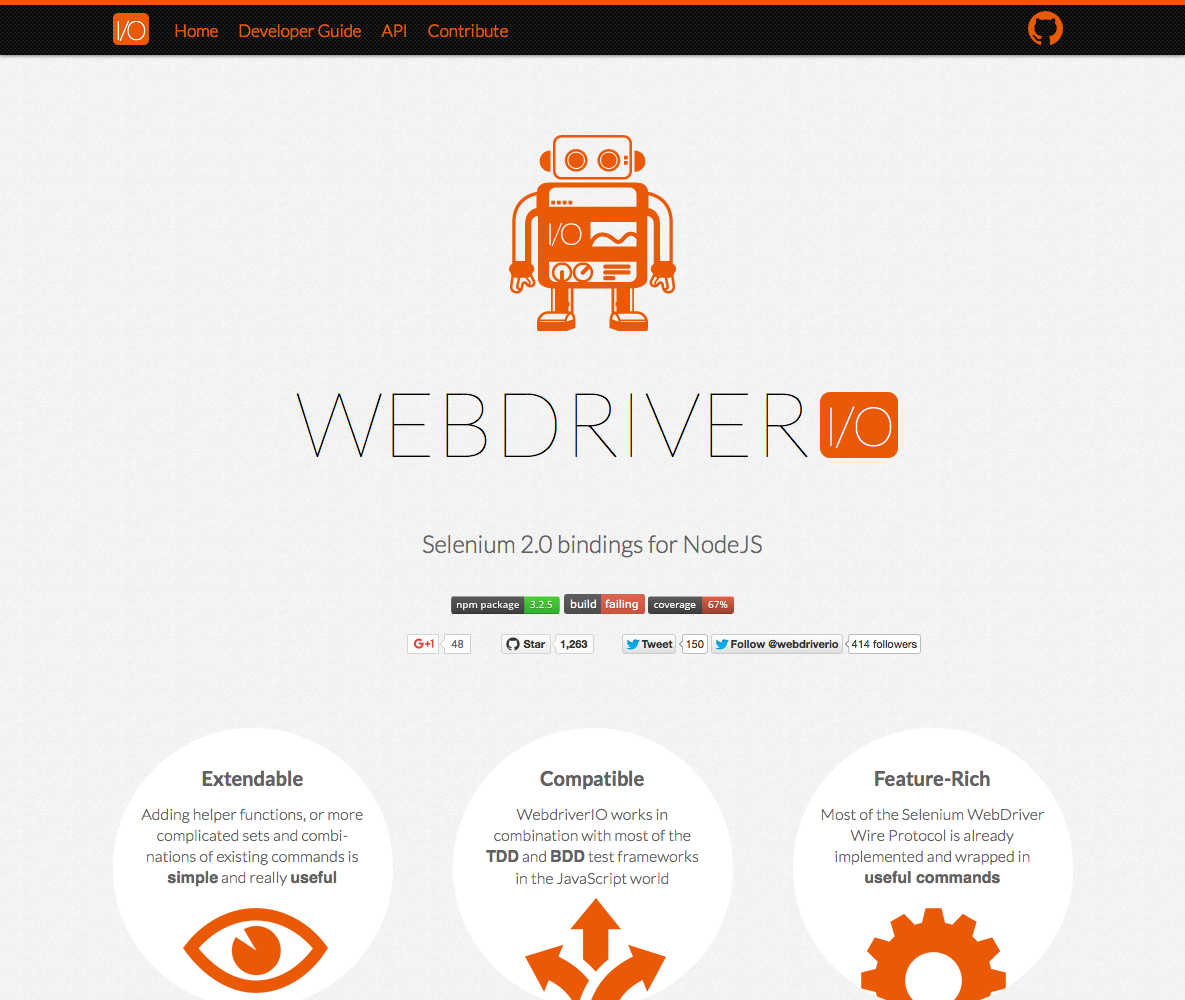 I/O Home Developer Guide API Contribute
I/O
WEBDRIVER I/O
Selenium 2.0 bindings for NodeJS
npm package 3.2.5 build failing coverage 67%
G+1 48 Star 1,263 Tweet 150 Follow @webdriverio 414 followers
Extendable
Adding helper functions, or more
complicated sets and combi-
nations of existing commands is
simple and really useful
Compatible
WebdriverIO works in
combination with most of the
TDD and BDD test frameworks
in the JavaScript world
Feature-Rich
Most of the Selenium WebDriver
Wire Protocol is already
implemented and wrapped in
useful commands